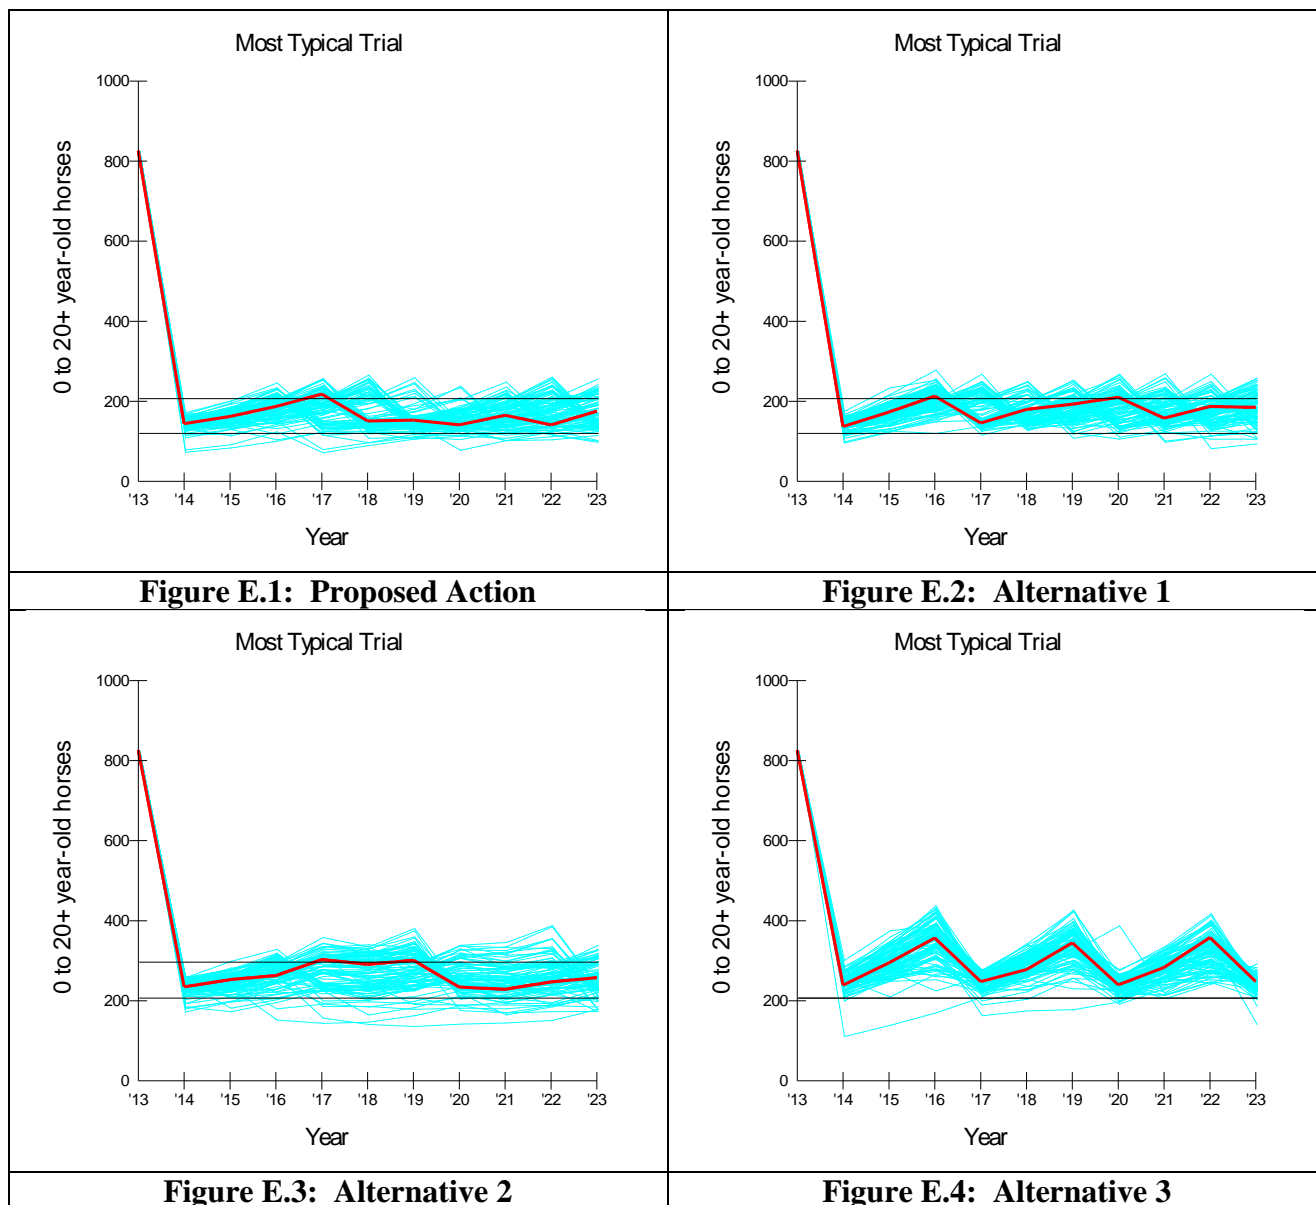 Most Typical Trial
1000
800
600
400
200
0
0 to 20+ year-old horses
'13 '14 '15 '16 '17 '18 '19 '20 '21 '22 '23
Year
Figure E.1: Proposed Action
Most Typical Trial
1000
800
600
400
200
0
0 to 20+ year-old horses
'13 '14 '15 '16 '17 '18 '19 '20 '21 '22 '23
Year
Figure E.2: Alternative 1
Most Typical Trial
1000
800
600
400
200
0
0 to 20+ year-old horses
'13 '14 '15 '16 '17 '18 '19 '20 '21 '22 '23
Year
Figure E.3: Alternative 2
Most Typical Trial
1000
800
600
400
200
0
0 to 20+ year-old horses
'13 '14 '15 '16 '17 '18 '19 '20 '21 '22 '23
Year
Figure E.4: Alternative 3